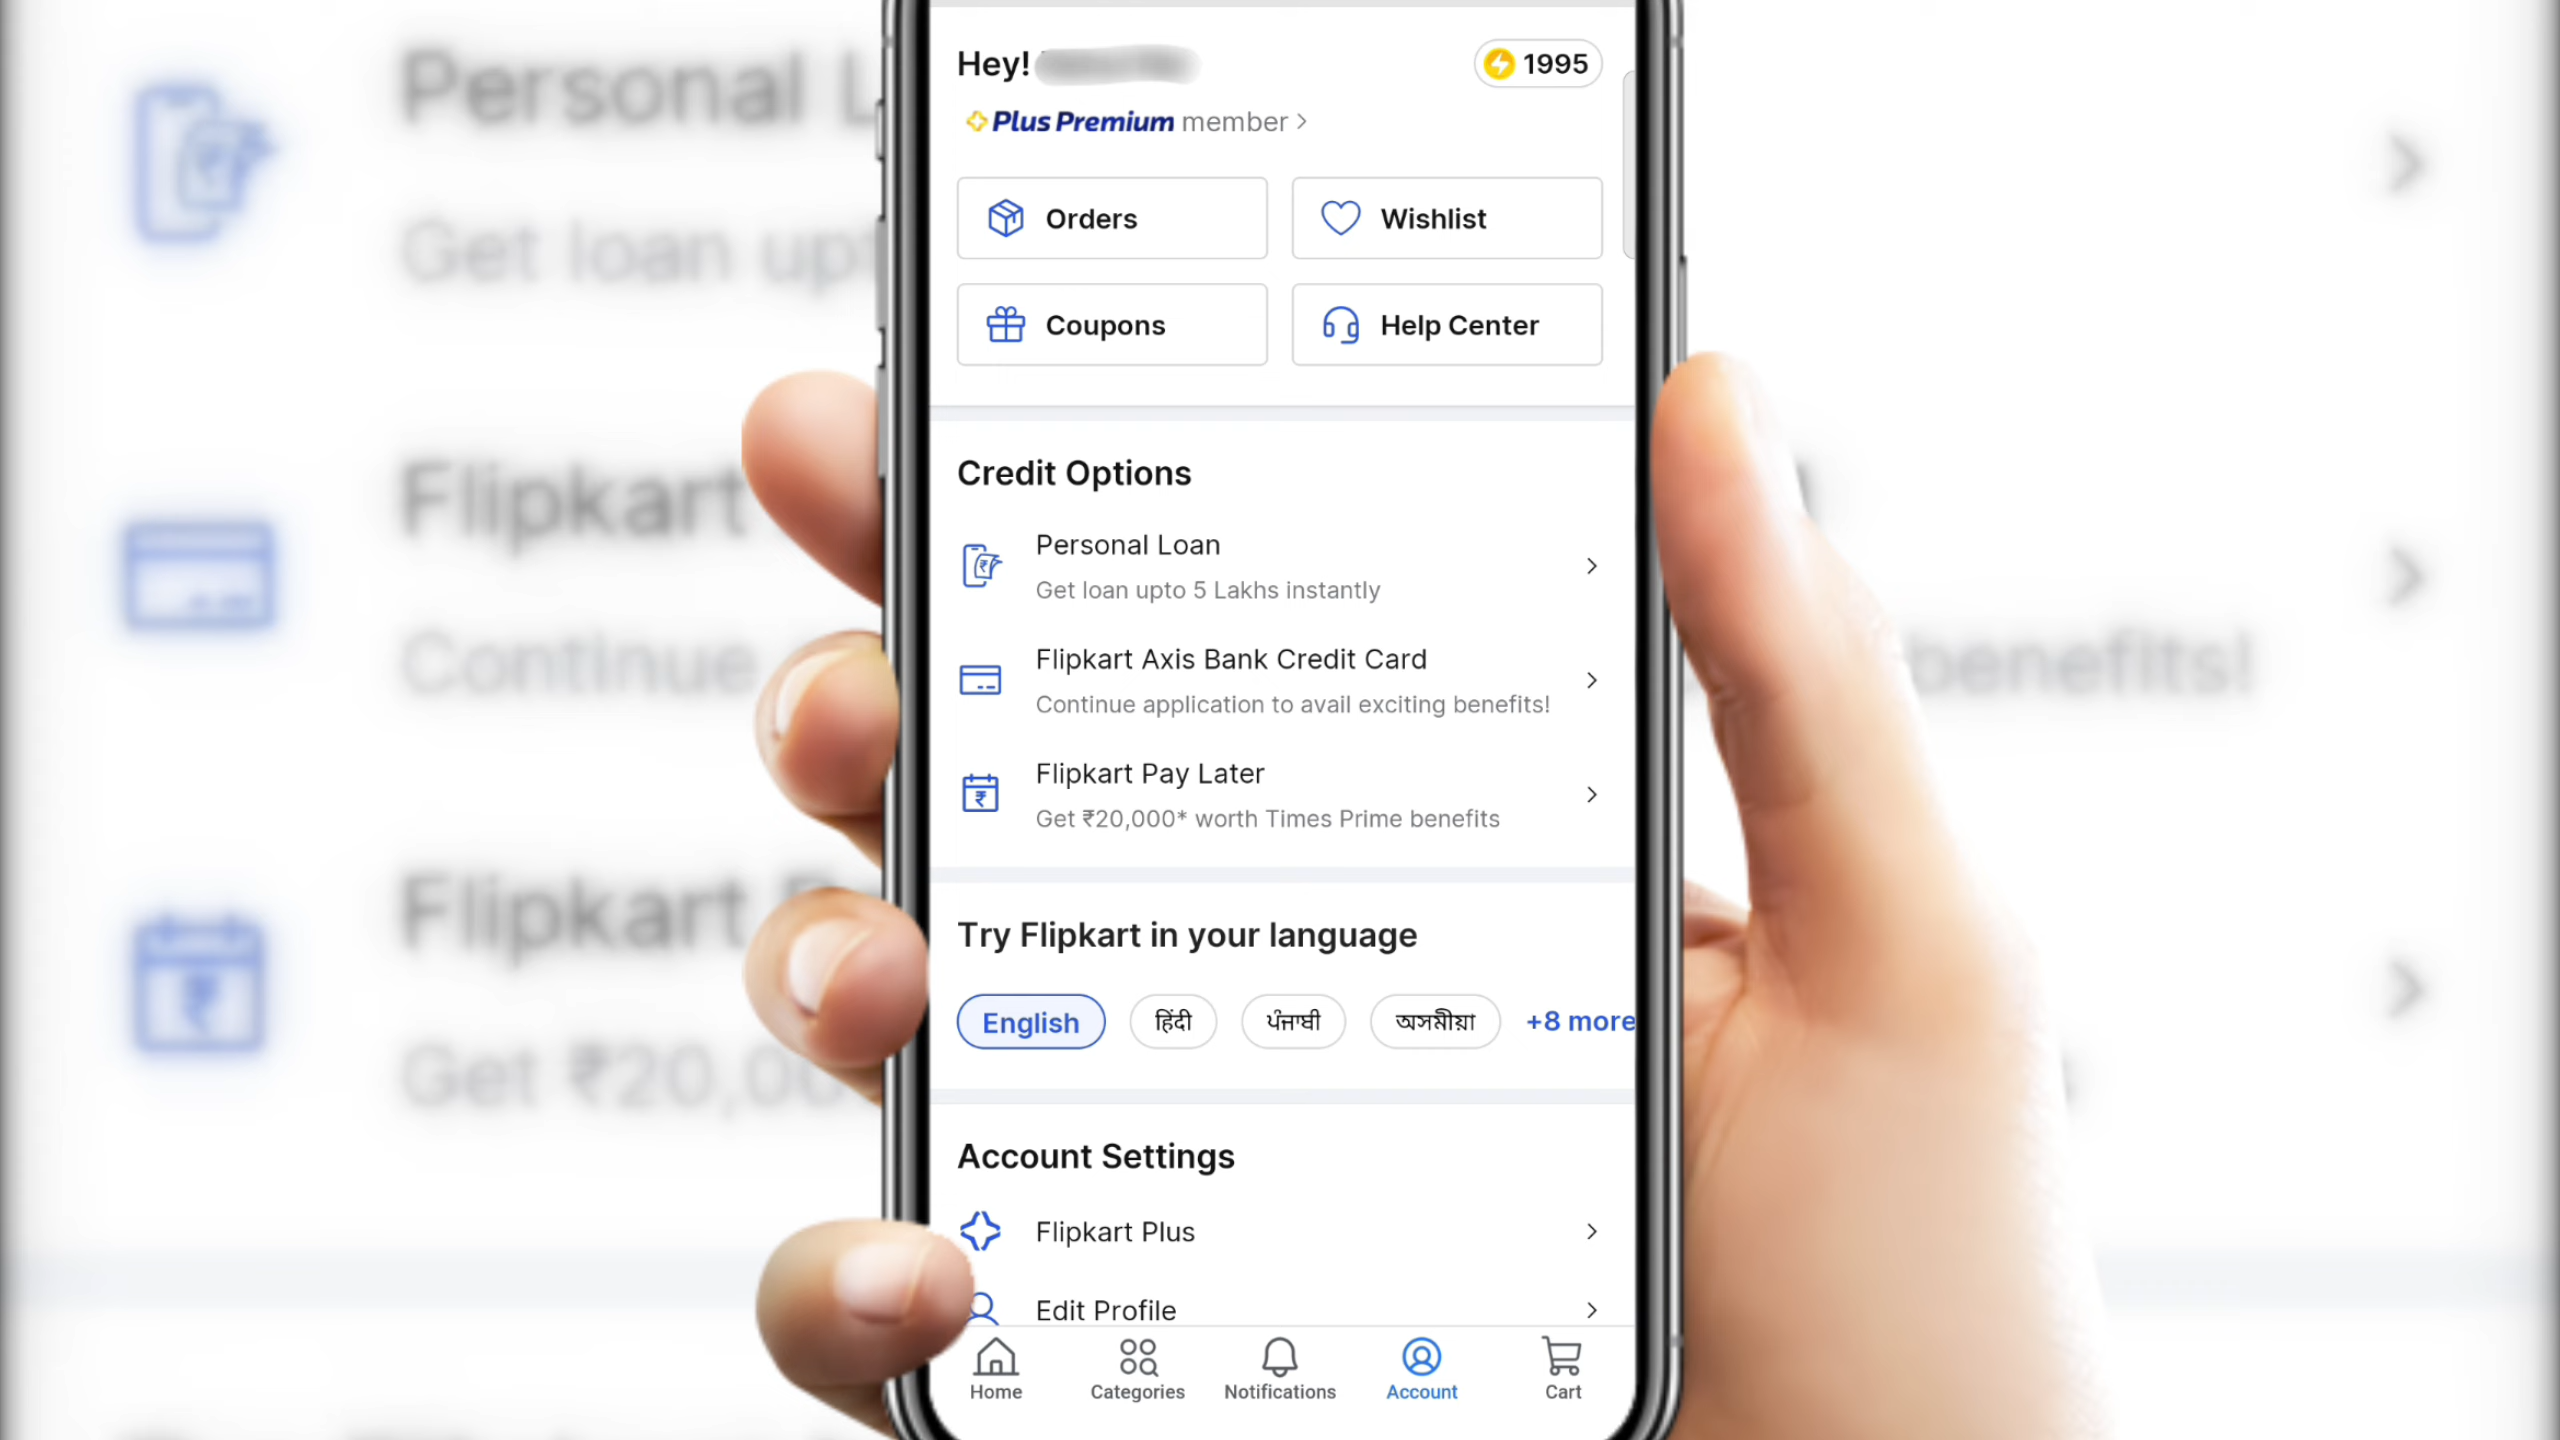 Hey!
1995
Plus Premium member
Orders
Wishlist
Coupons
Help Center
Credit Options
Personal Loan
Get loan upto 5 Lakhs instantly
Flipkart Axis Bank Credit Card
Continue application to avail exciting benefits!
Flipkart Pay Later
Get ₹20,000* worth Times Prime benefits
Try Flipkart in your language
English हिंदी ਪੰਜਾਬੀ অসমীয়া +8 more
Account Settings
Flipkart Plus
Edit Profile
Home Categories Notifications Account Cart
Personal L
Get loan upt
Flipkart
Continue benefits!
Flipkart
Get ₹20,00